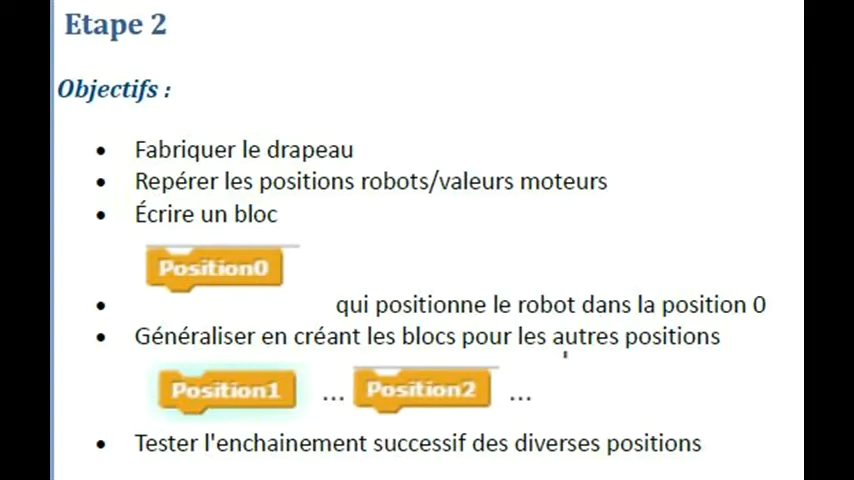 Etape 2
Objectifs :
• Fabriquer le drapeau
• Repérer les positions robots/valeurs moteurs
• Écrire un bloc
Position0
• qui positionne le robot dans la position 0
• Généraliser en créant les blocs pour les autres positions
Position1 ... Position2 ...
• Tester l'enchainement successif des diverses positions